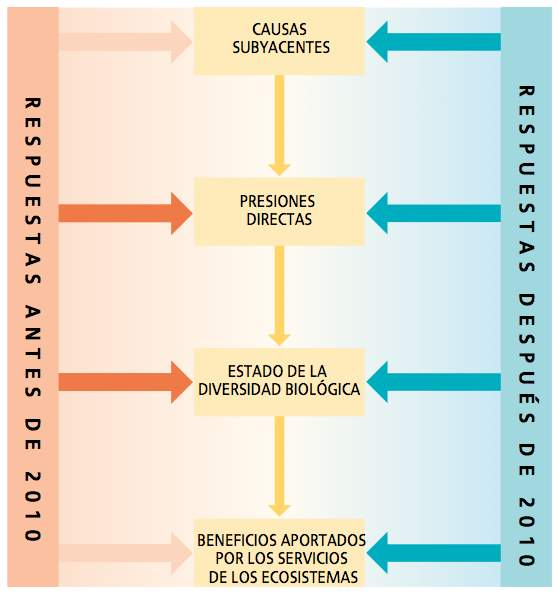 RESPUESTAS ANTES DE 2010
CAUSAS
SUBYACENTES
PRESIONES
DIRECTAS
ESTADO DE LA
DIVERSIDAD BIOLÓGICA
BENEFICIOS APORTADOS
POR LOS SERVICIOS
DE LOS ECOSISTEMAS
RESPUESTAS DESPUÉS DE 2010